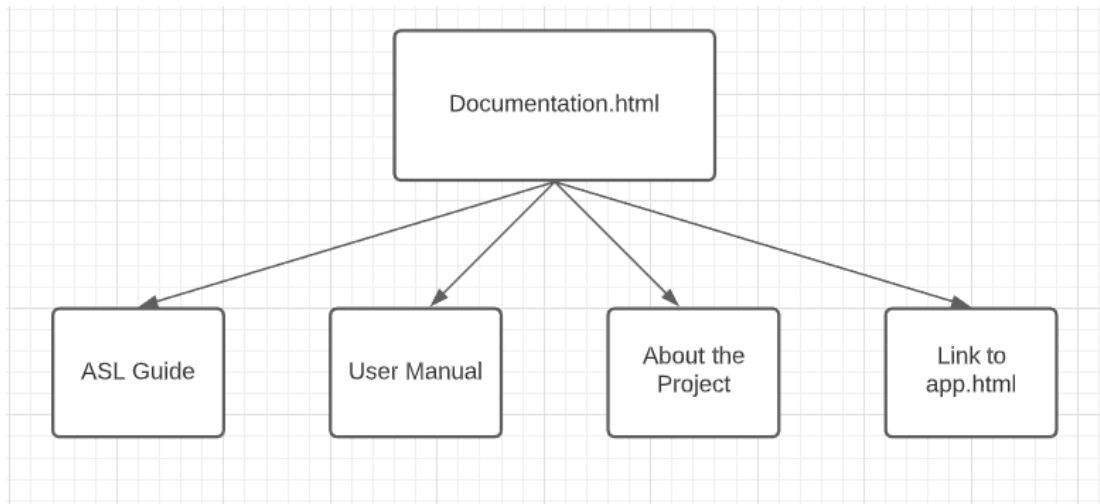 Documentation.html
ASL Guide
User Manual
About the
Project
Link to
app.html